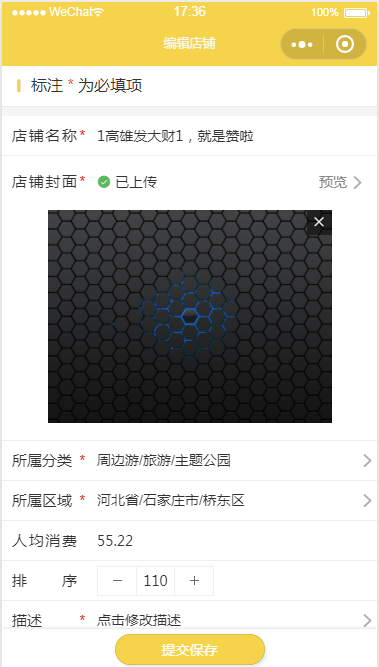 WeChat 17:36 100%
编辑店铺
标注 * 为必填项
店铺名称* 1高雄发大财1，就是赞啦
店铺封面* 已上传 预览
所属分类 * 周边游/旅游/主题公园
所属区域 * 河北省/石家庄市/桥东区
人均消费 55.22
排 序 － 110 ＋
描述 * 点击修改描述
提交保存